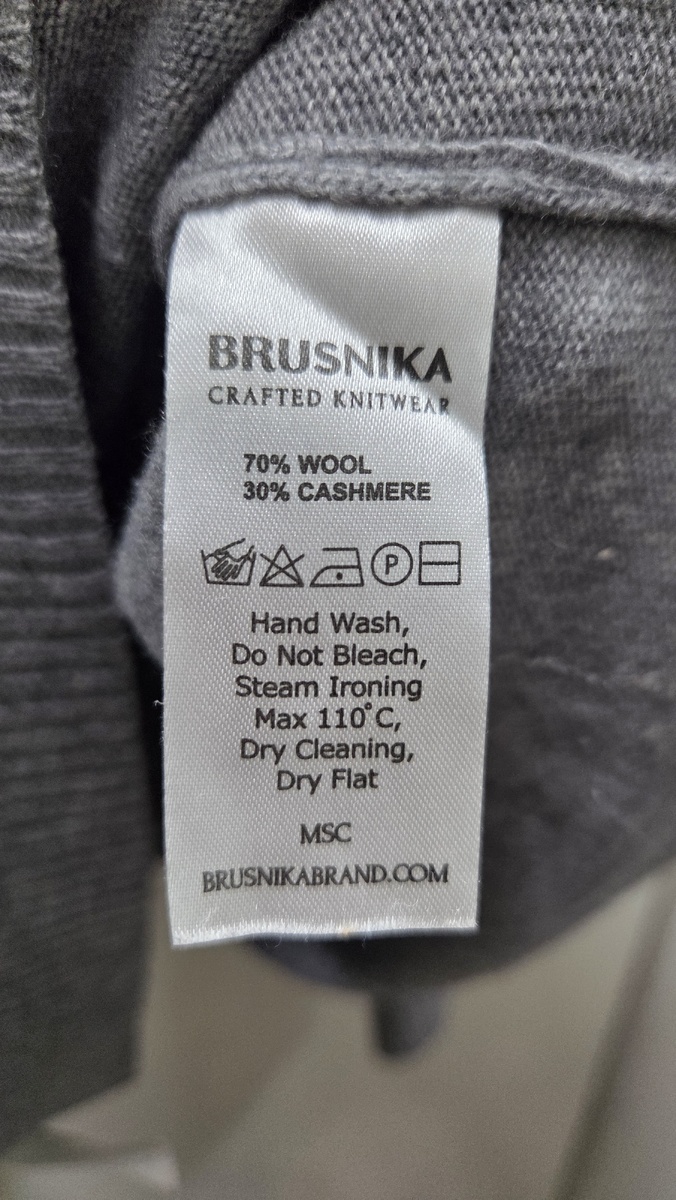 BRUSNIKA
CRAFTED KNITWEAR
70% WOOL
30% CASHMERE
P
Hand Wash,
Do Not Bleach,
Steam Ironing
Max 110°C,
Dry Cleaning,
Dry Flat
MSC
BRUSNIKABRAND.COM